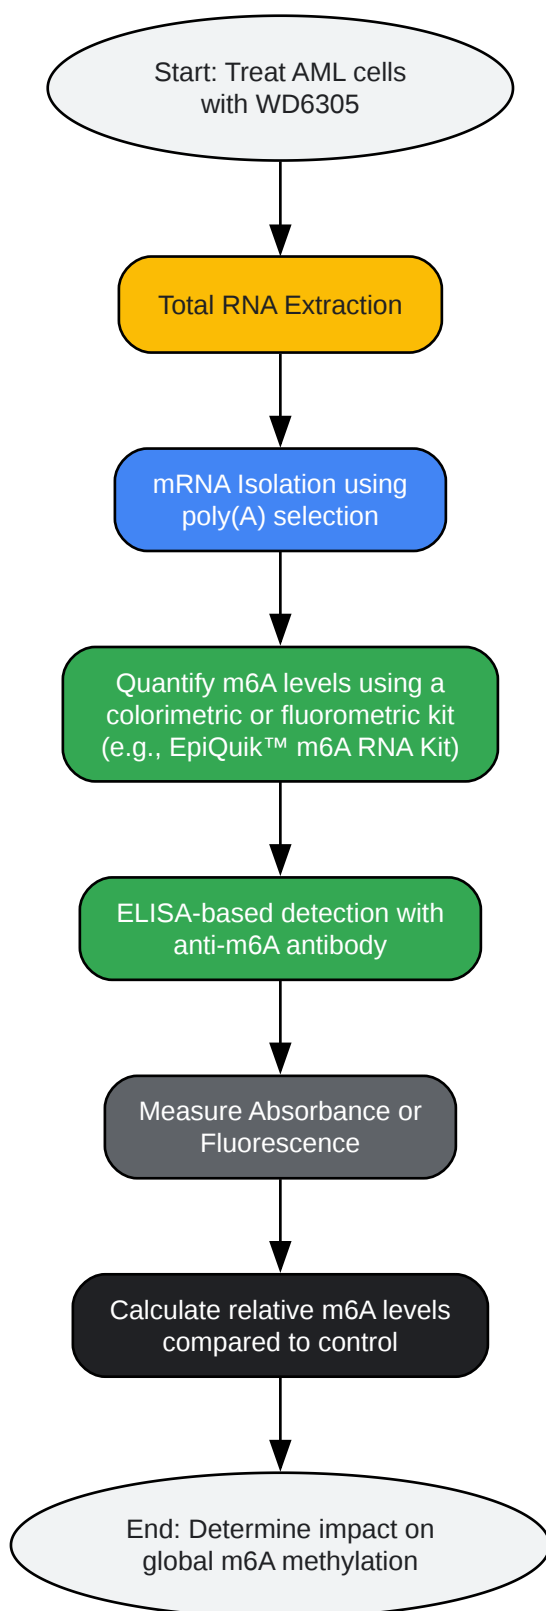 Start: Treat AML cells
with WD6305
Total RNA Extraction
mRNA Isolation using
poly(A) selection
Quantify m6A levels using a
colorimetric or fluorometric kit
(e.g., EpiQuik™ m6A RNA Kit)
ELISA-based detection with
anti-m6A antibody
Measure Absorbance or
Fluorescence
Calculate relative m6A levels
compared to control
End: Determine impact on
global m6A methylation